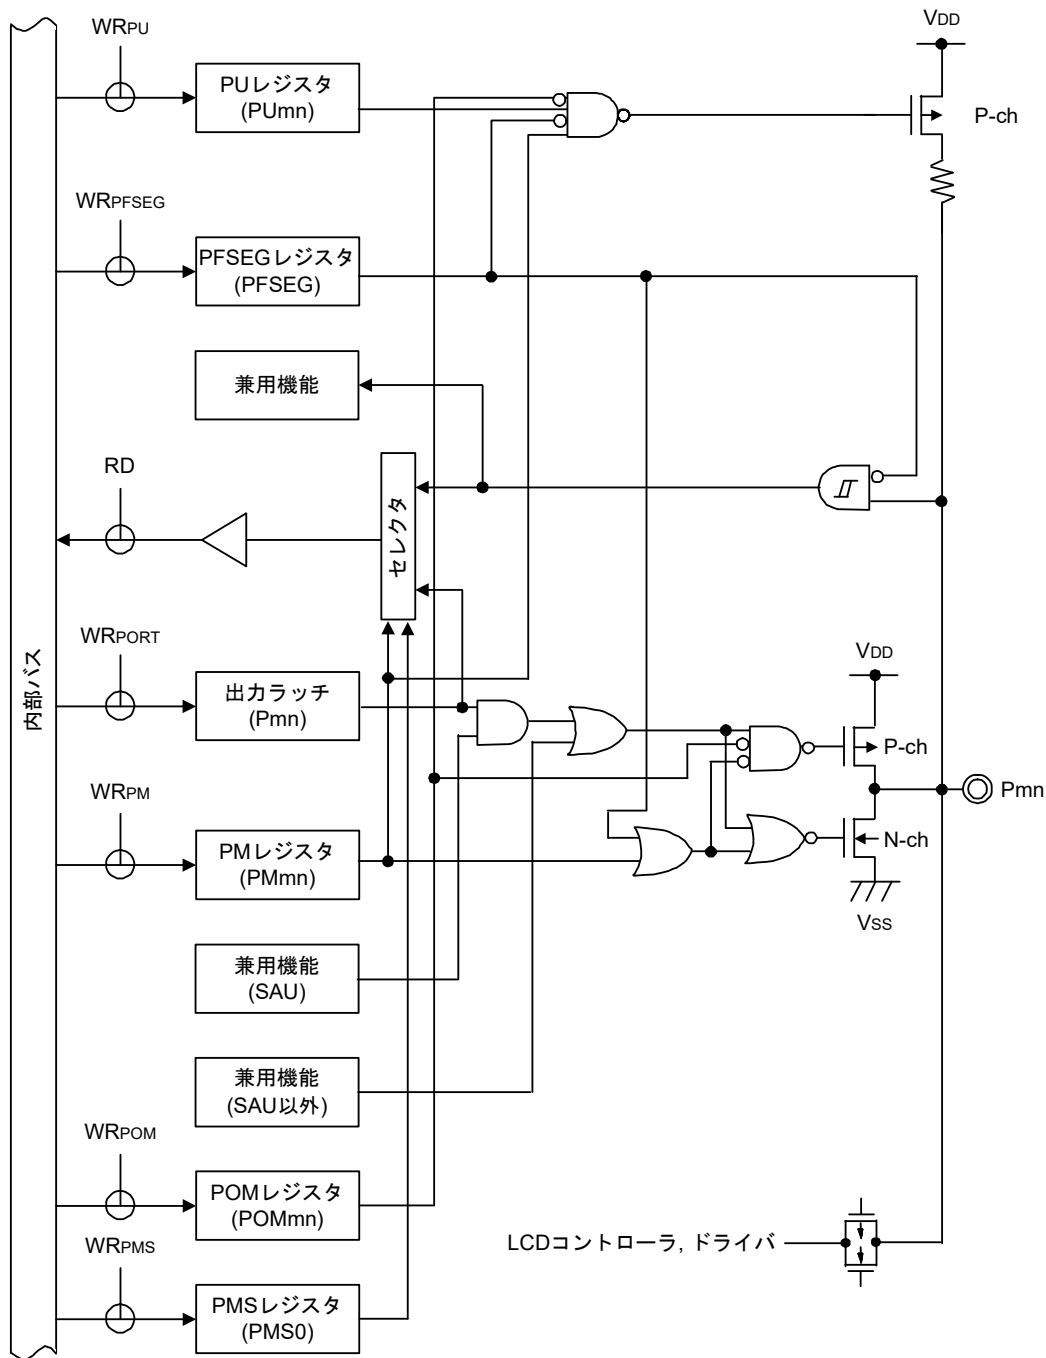 WRPU
PUレジスタ
(PUmn)
VDD
P-ch
WRPFSEG
PFSEGレジスタ
(PFSEG)
兼用機能
RD
セレクタ
内部バス
WRPORT
出力ラッチ
(Pmn)
VDD
P-ch
Pmn
N-ch
VSS
WRPM
PMレジスタ
(PMmn)
兼用機能
(SAU)
兼用機能
(SAU以外)
WRPOM
POMレジスタ
(POMmn)
LCDコントローラ, ドライバ
WRPMS
PMSレジスタ
(PMS0)